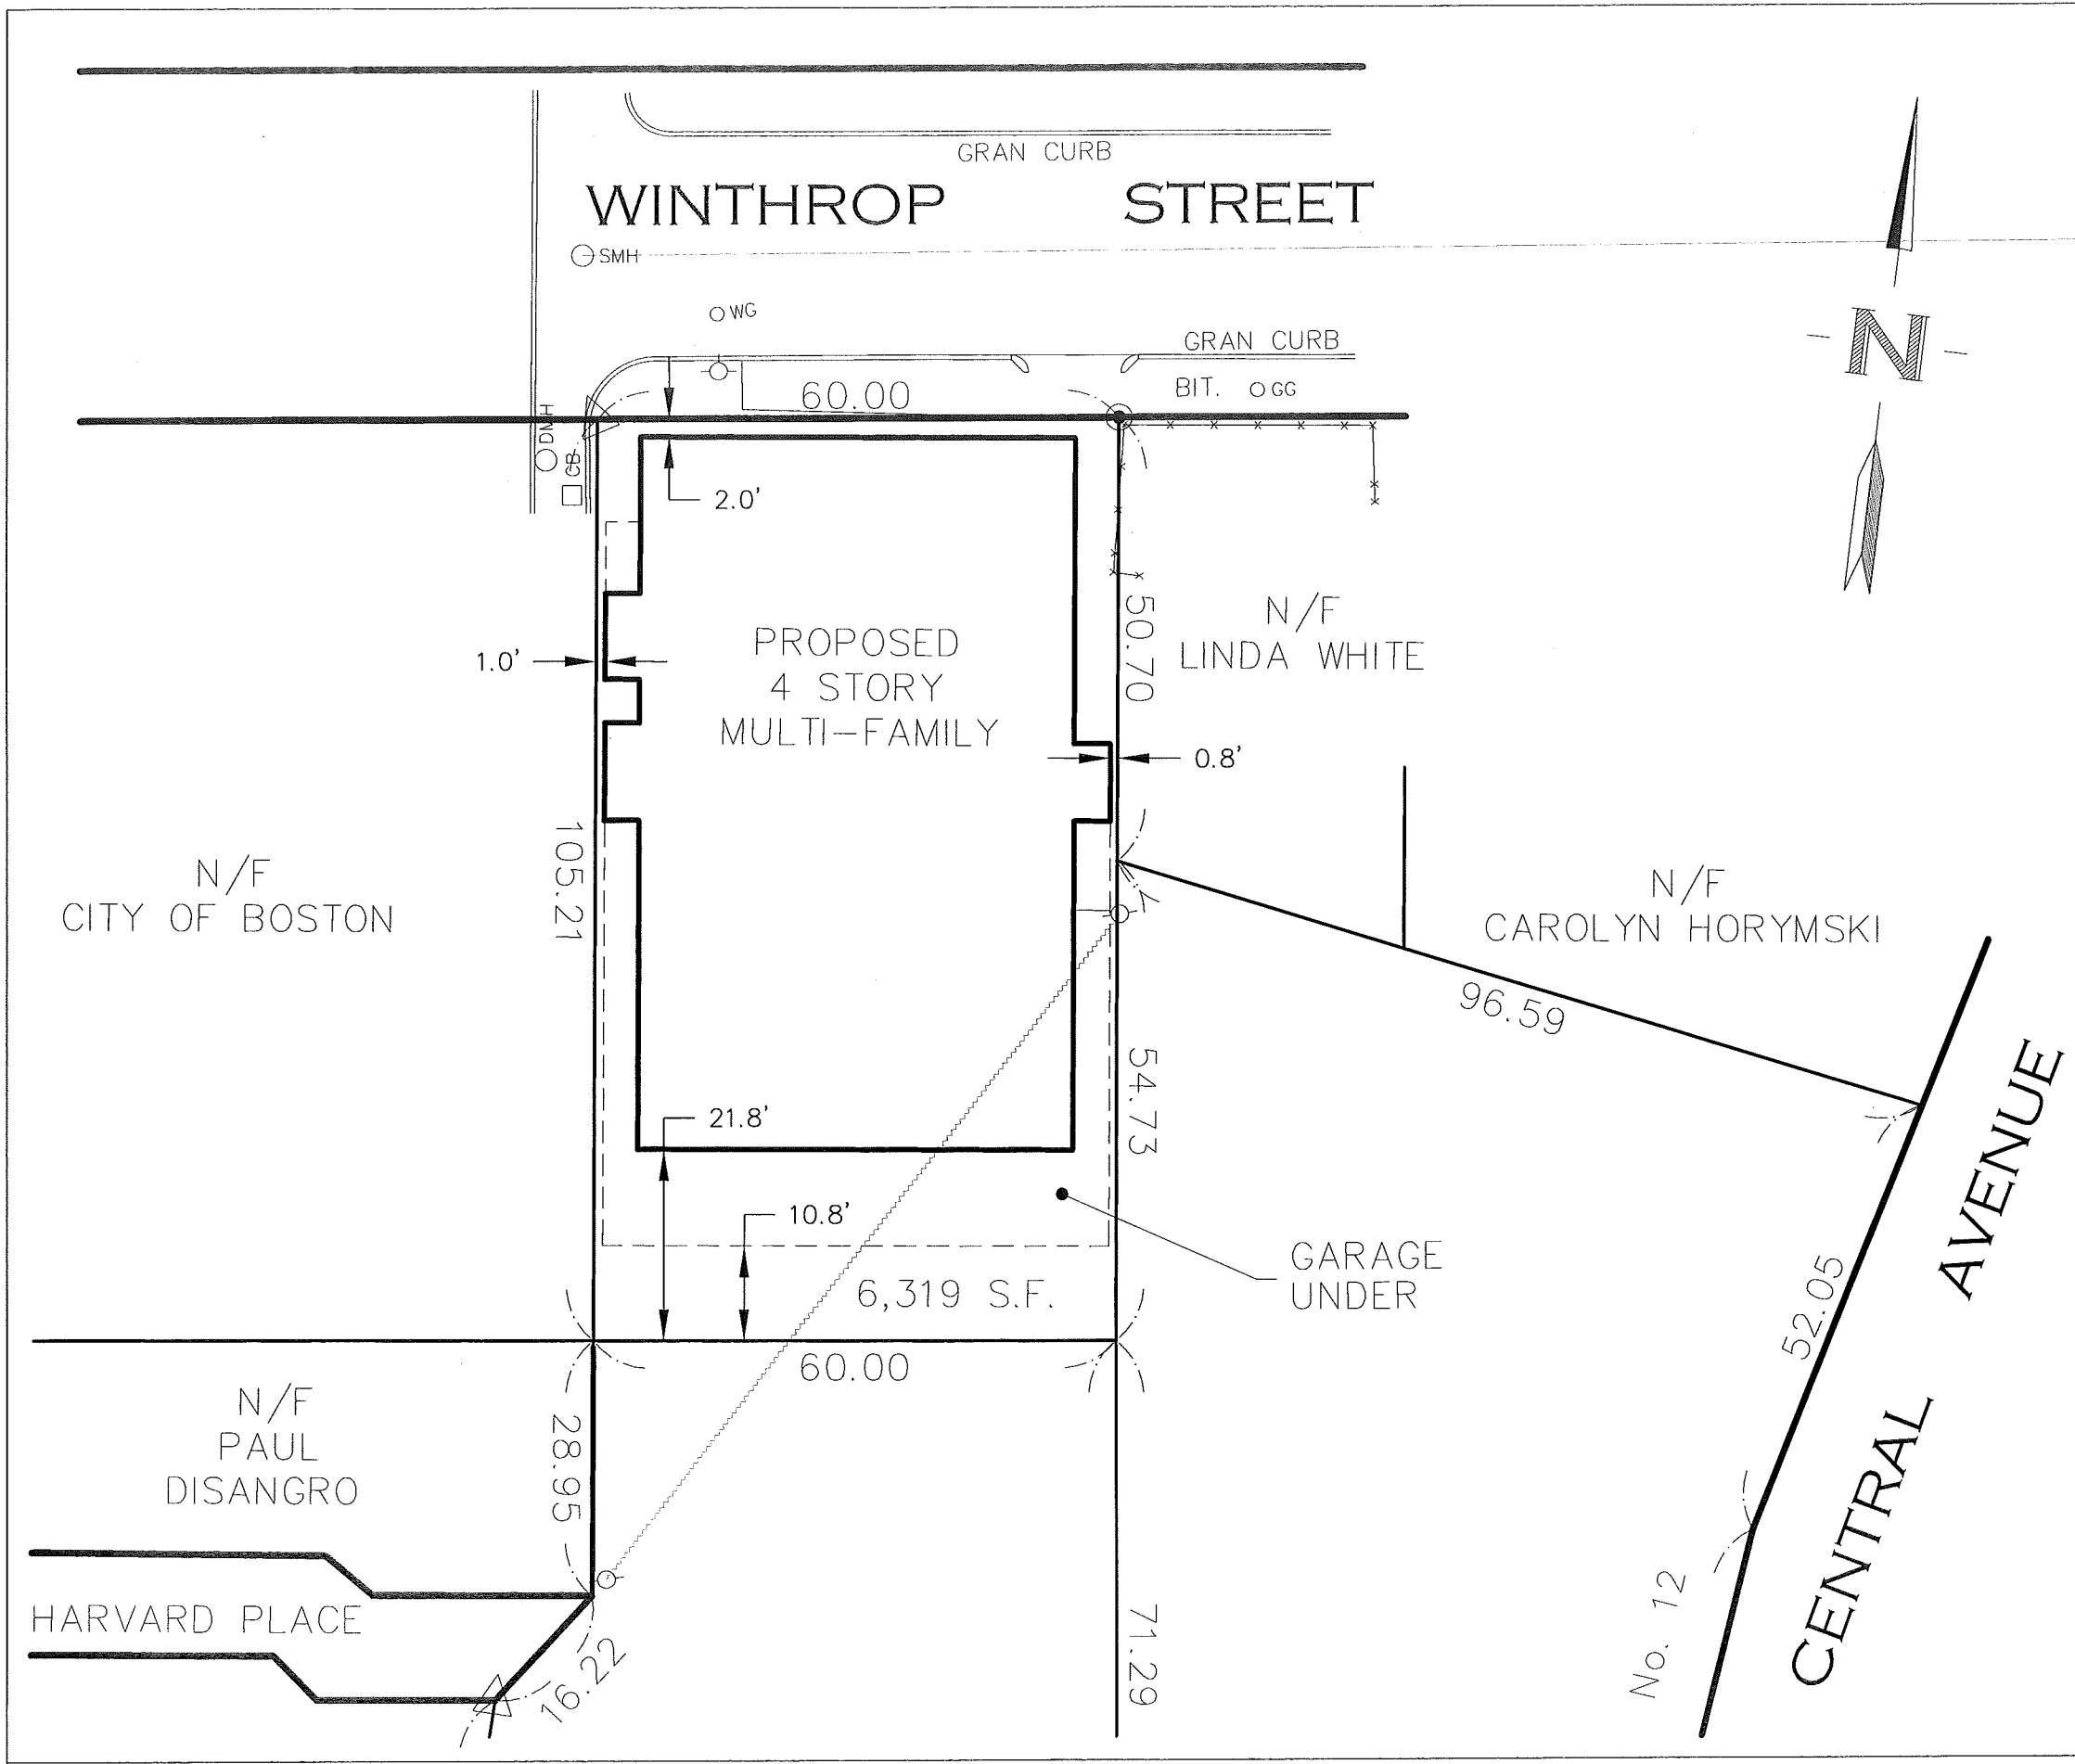 GRAN CURB
WINTHROP STREET
SMH
WG
GRAN CURB
60.00
BIT. GG
DMH
CB
2.0'
N
PROPOSED
4 STORY
MULTI-FAMILY
1.0'
50.70
N/F
LINDA WHITE
0.8'
105.21
N/F
CITY OF BOSTON
N/F
CAROLYN HORYMSKI
96.59
54.73
21.8'
10.8'
6,319 S.F.
GARAGE
UNDER
60.00
52.05
CENTRAL AVENUE
N/F
PAUL
DISANGRO
28.95
HARVARD PLACE
16.22
71.29
No. 12